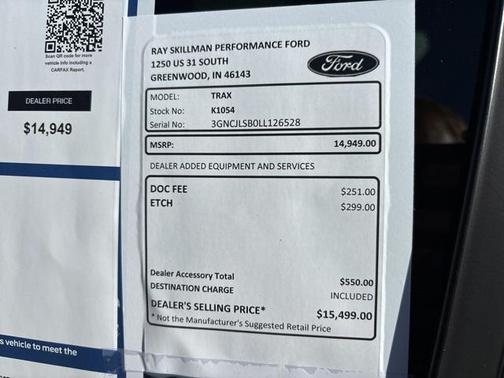 Scan QR code for more
vehicle info including a
CARFAX Report.
DEALER PRICE
$14,949
s vehicle to meet the
RAY SKILLMAN PERFORMANCE FORD
1250 US 31 SOUTH
GREENWOOD, IN 46143
Ford
MODEL: TRAX
Stock No: K1054
Serial No: 3GNCJLSB0LL126528
MSRP: 14,949.00
DEALER ADDED EQUIPMENT AND SERVICES
DOC FEE $251.00
ETCH $299.00
Dealer Accessory Total $550.00
DESTINATION CHARGE INCLUDED
DEALER'S SELLING PRICE* $15,499.00
* Not the Manufacturer's Suggested Retail Price